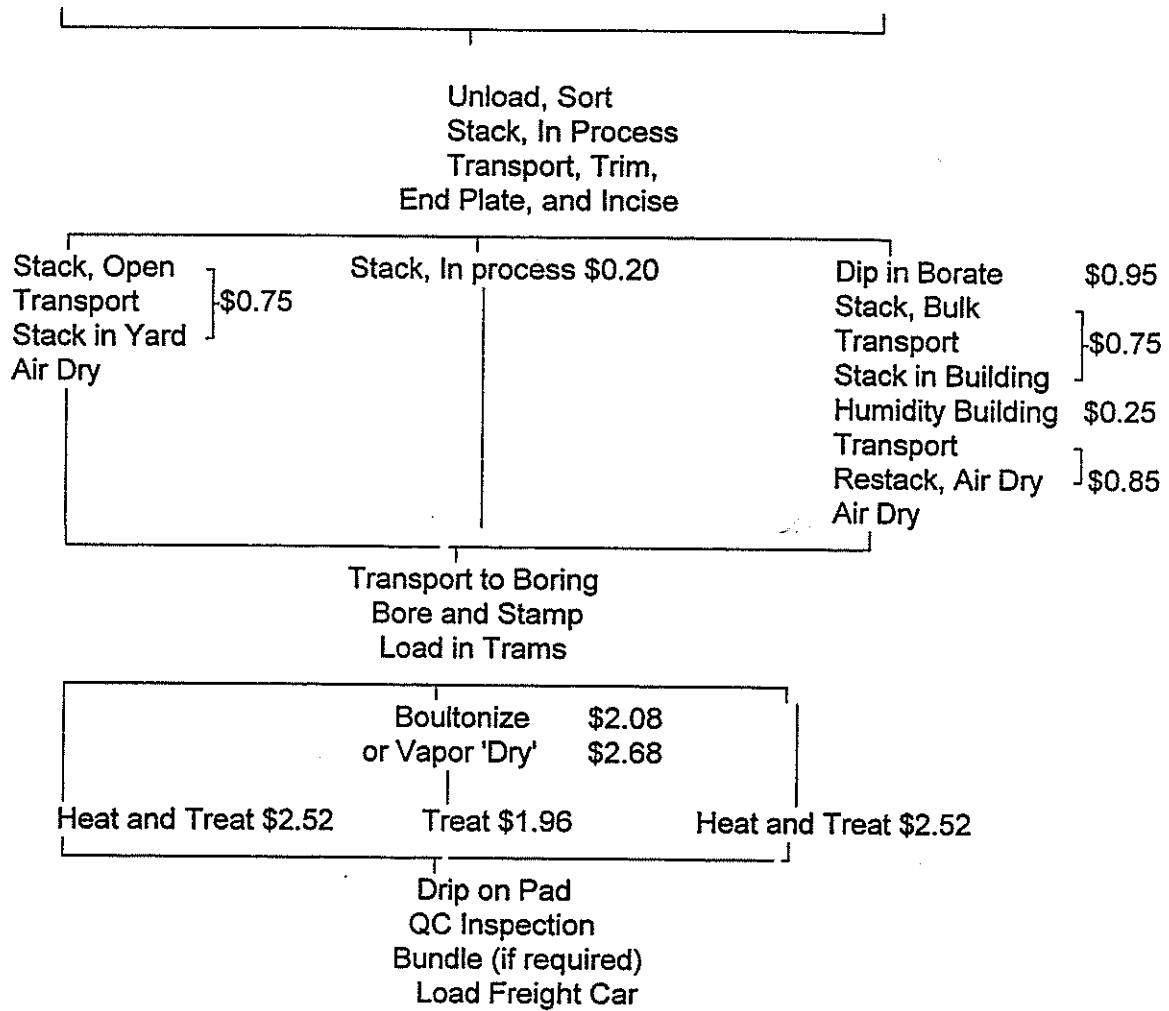 Unload, Sort
Stack, In Process
Transport, Trim,
End Plate, and Incise
Stack, Open
Transport
Stack in Yard
Air Dry
$0.75
Stack, In process $0.20
Dip in Borate $0.95
Stack, Bulk
Transport
Stack in Building
$0.75
Humidity Building $0.25
Transport
Restack, Air Dry
$0.85
Air Dry
Transport to Boring
Bore and Stamp
Load in Trams
Boultonize $2.08
or Vapor 'Dry' $2.68
Heat and Treat $2.52
Treat $1.96
Heat and Treat $2.52
Drip on Pad
QC Inspection
Bundle (if required)
Load Freight Car